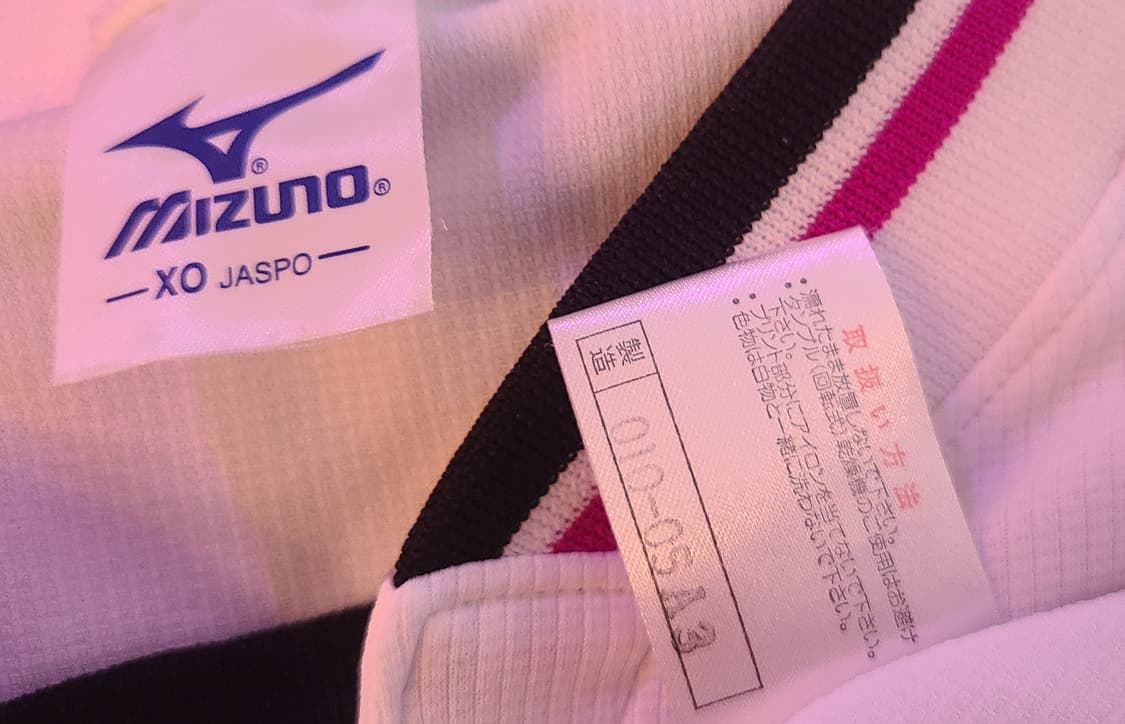 MIZUNO
XO JASPO
取扱い方法
・濡れたまま放置しないで下さい。
・タンブル(回転式)乾燥機のご使用はお避け
下さい。
・プリント部分にアイロンを当てないで下さい。
・色物は白物と一緒に洗わないで下さい。
製造
010-05 A3